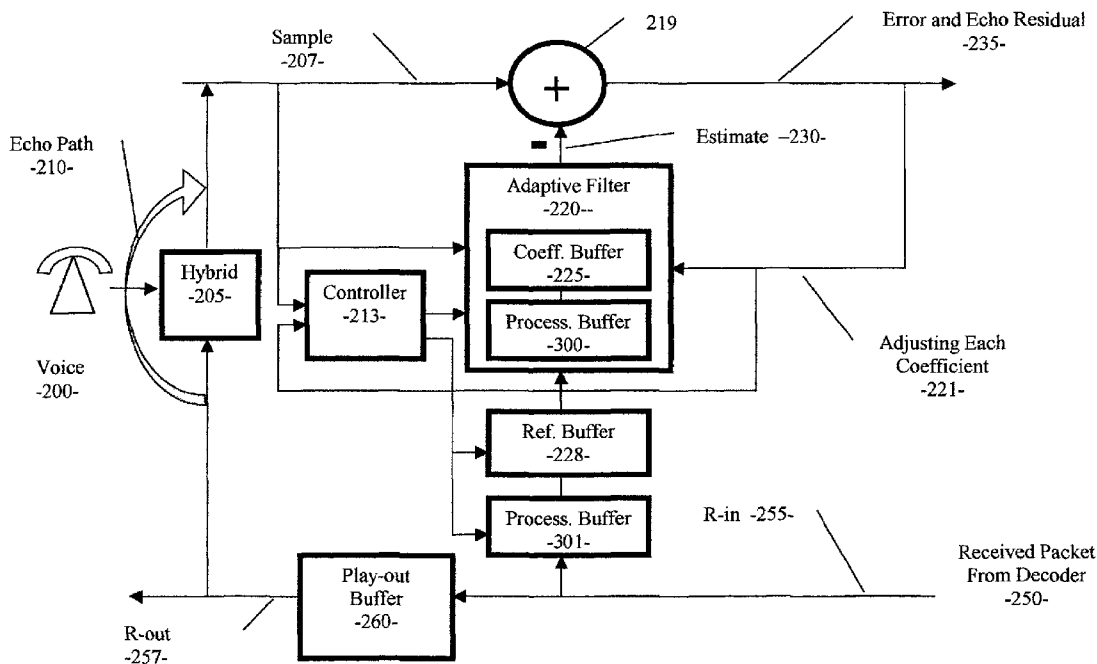 Sample
-207-
219
Error and Echo Residual
-235-
+
Echo Path
-210-
-
Estimate -230-
Adaptive Filter
-220--
Coeff. Buffer
-225-
Process. Buffer
-300-
Hybrid
-205-
Controller
-213-
Voice
-200-
Adjusting Each
Coefficient
-221-
Ref. Buffer
-228-
Process. Buffer
-301-
R-in -255-
Received Packet
From Decoder
-250-
Play-out
Buffer
-260-
R-out
-257-